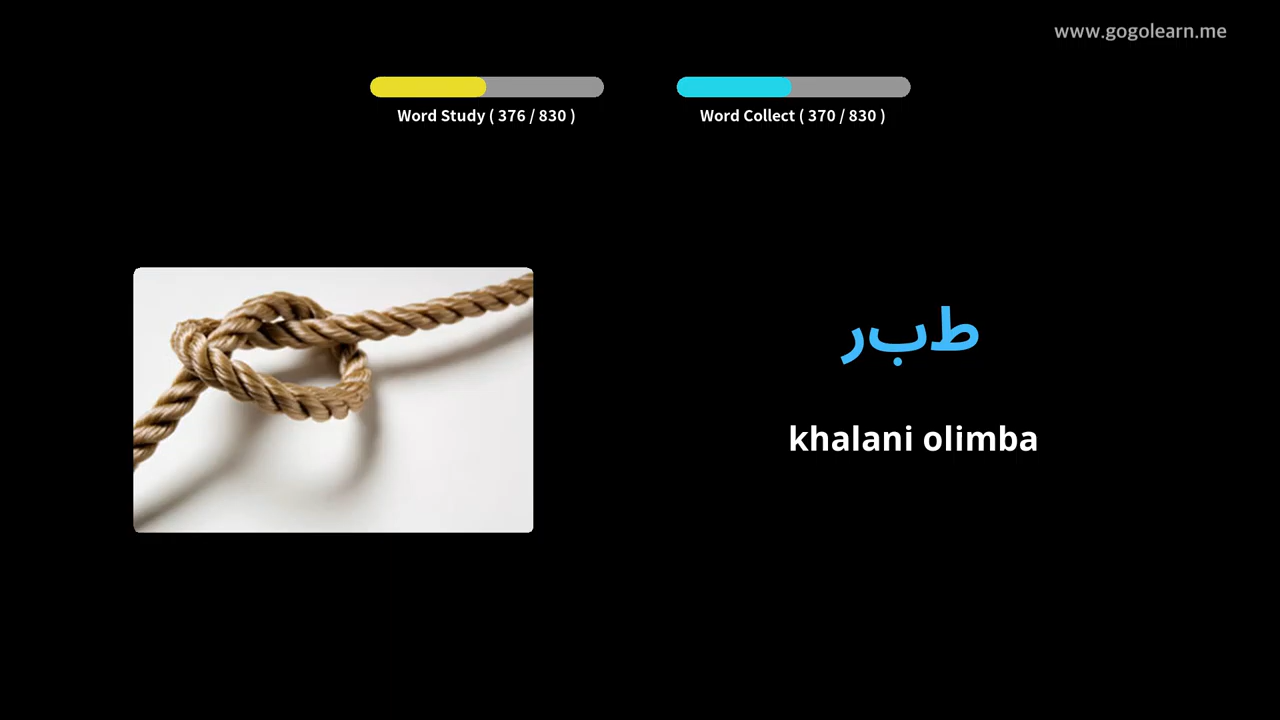 www.gogolearn.me
Word Study ( 376 / 830 )
Word Collect ( 370 / 830 )
طبر
khalani olimba